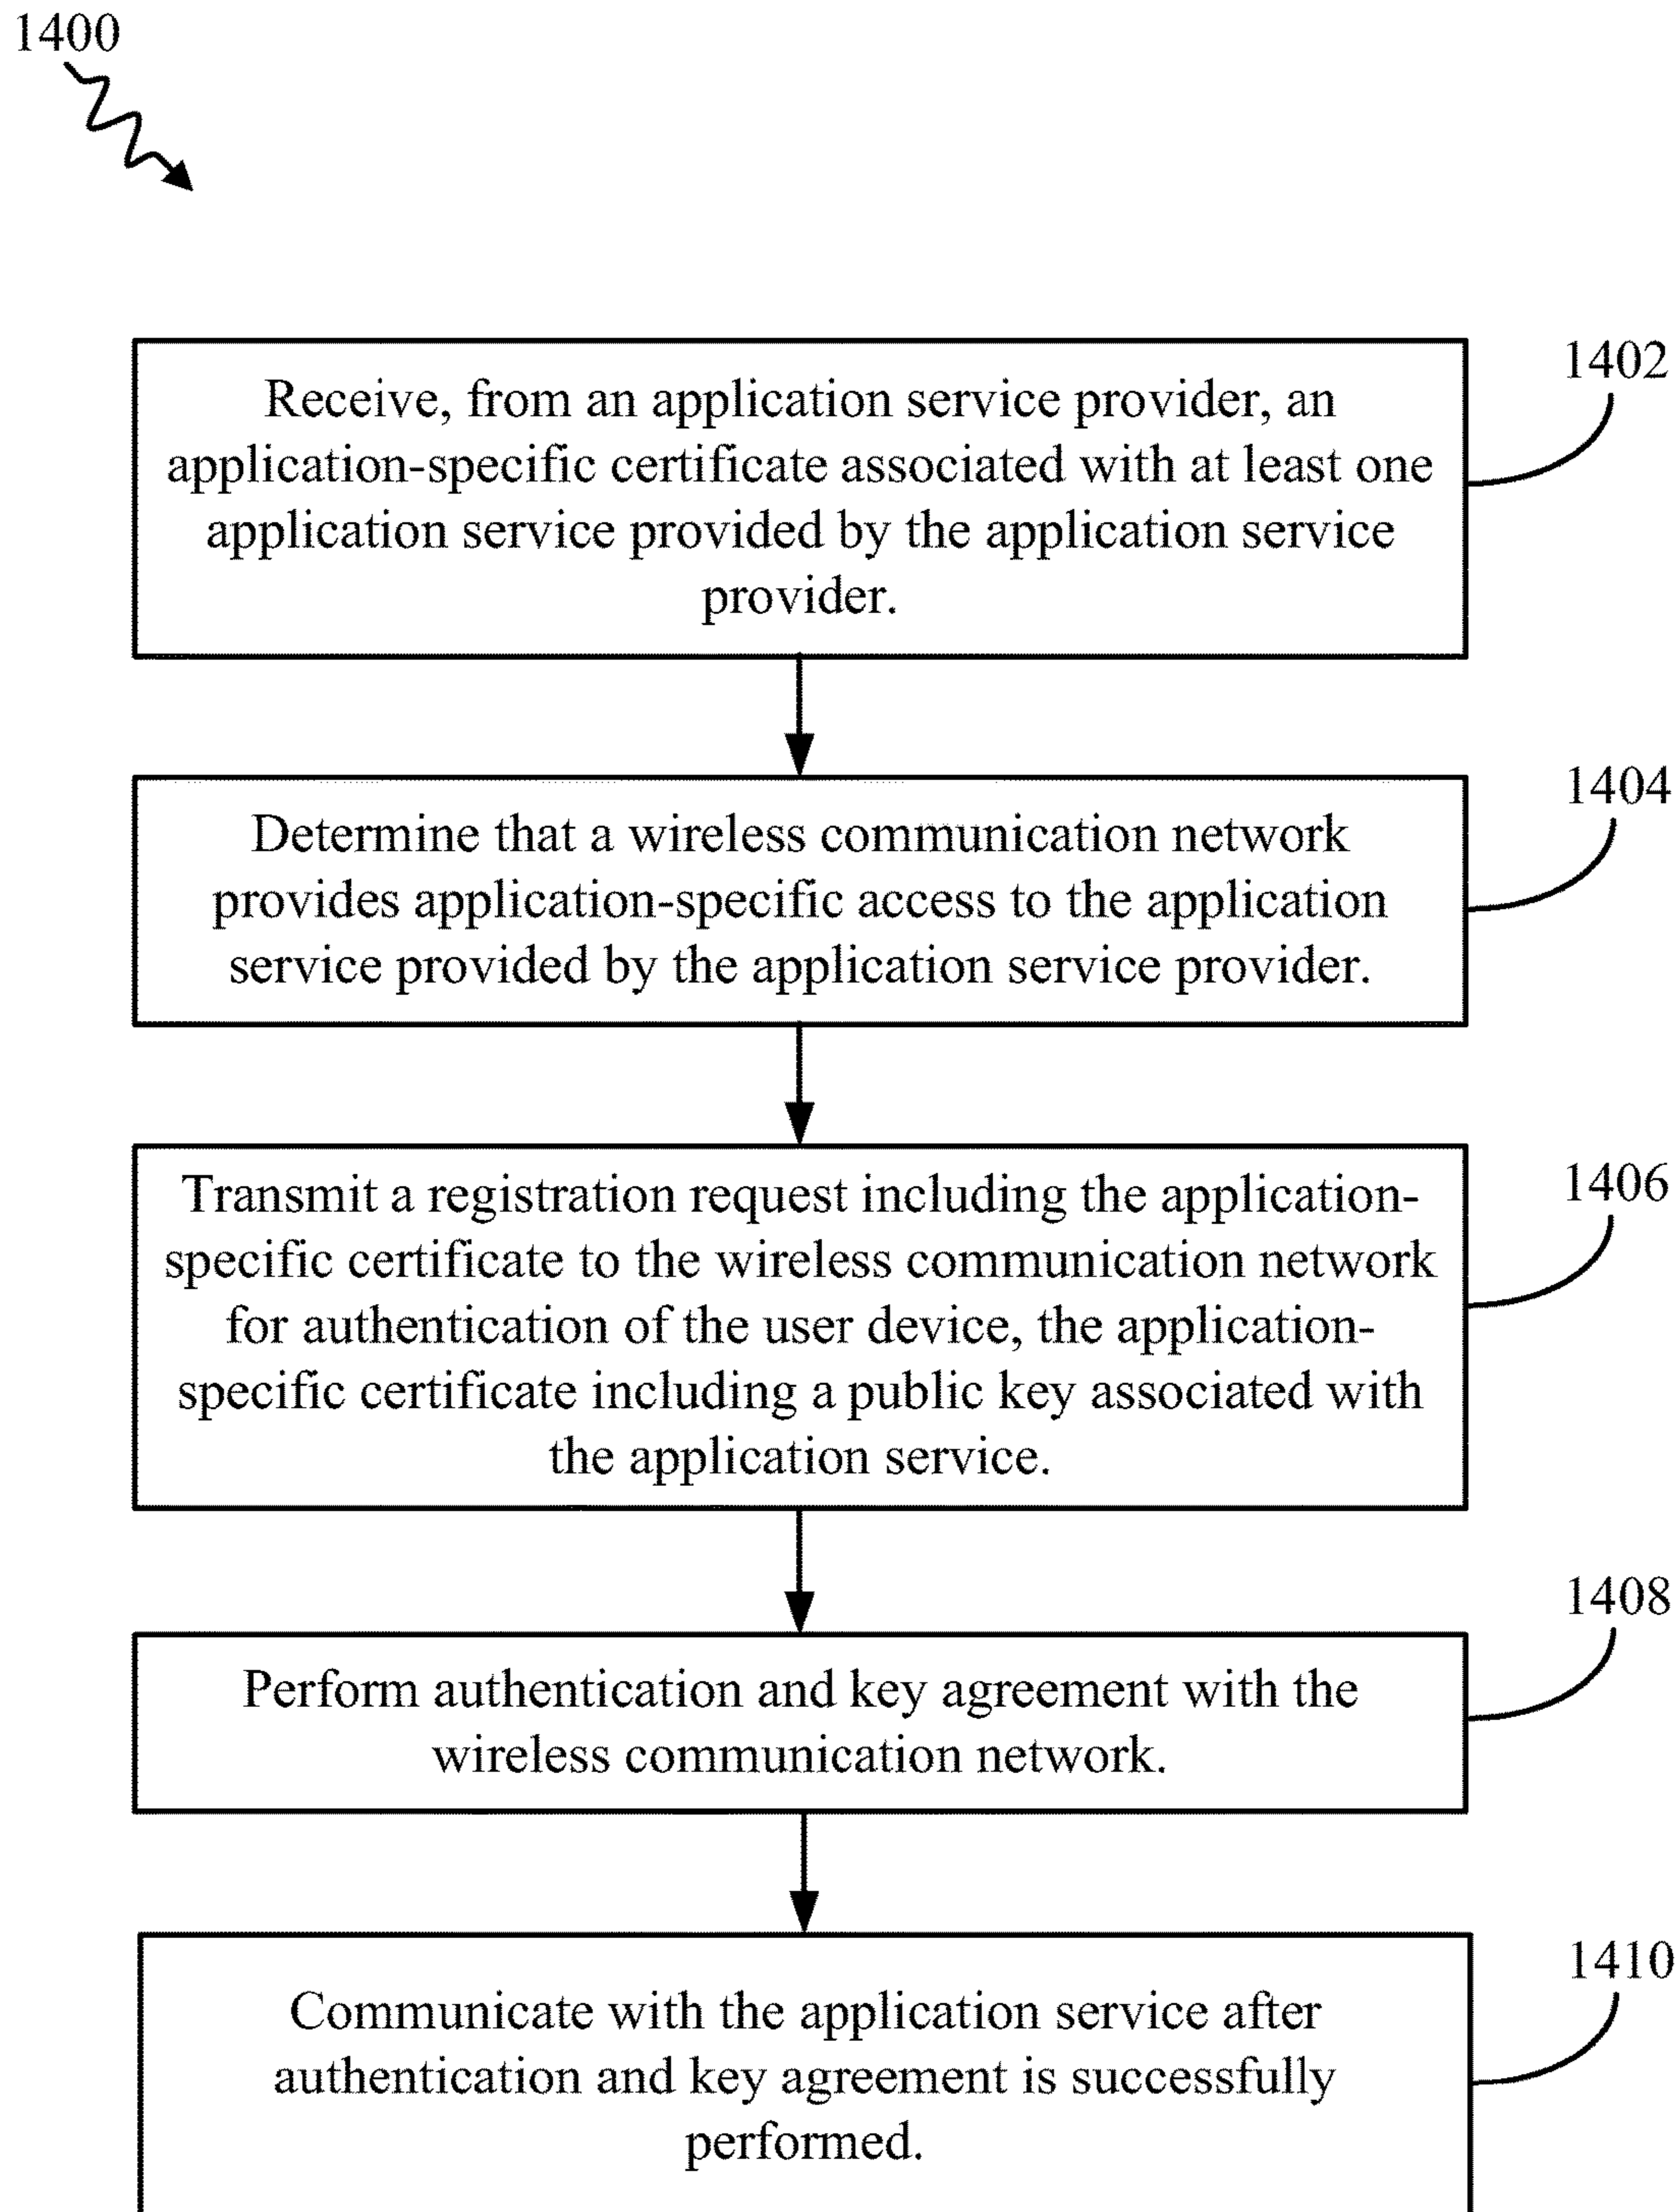 1400
1402
Receive, from an application service provider, an
application-specific certificate associated with at least one
application service provided by the application service
provider.
1404
Determine that a wireless communication network
provides application-specific access to the application
service provided by the application service provider.
1406
Transmit a registration request including the application-
specific certificate to the wireless communication network
for authentication of the user device, the application-
specific certificate including a public key associated with
the application service.
1408
Perform authentication and key agreement with the
wireless communication network.
1410
Communicate with the application service after
authentication and key agreement is successfully
performed.